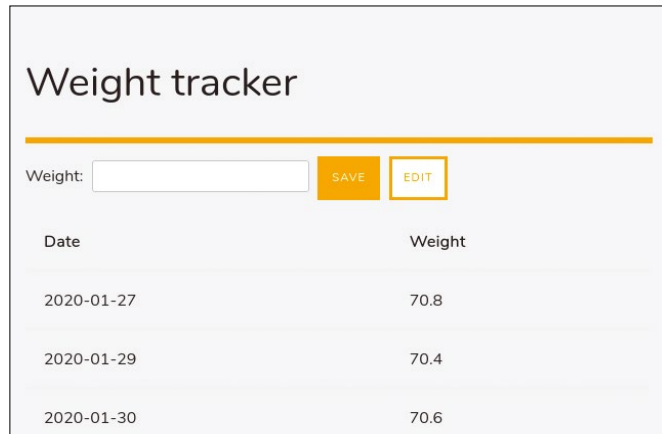 Weight tracker
Weight: SAVE EDIT
Date Weight
2020-01-27 70.8
2020-01-29 70.4
2020-01-30 70.6